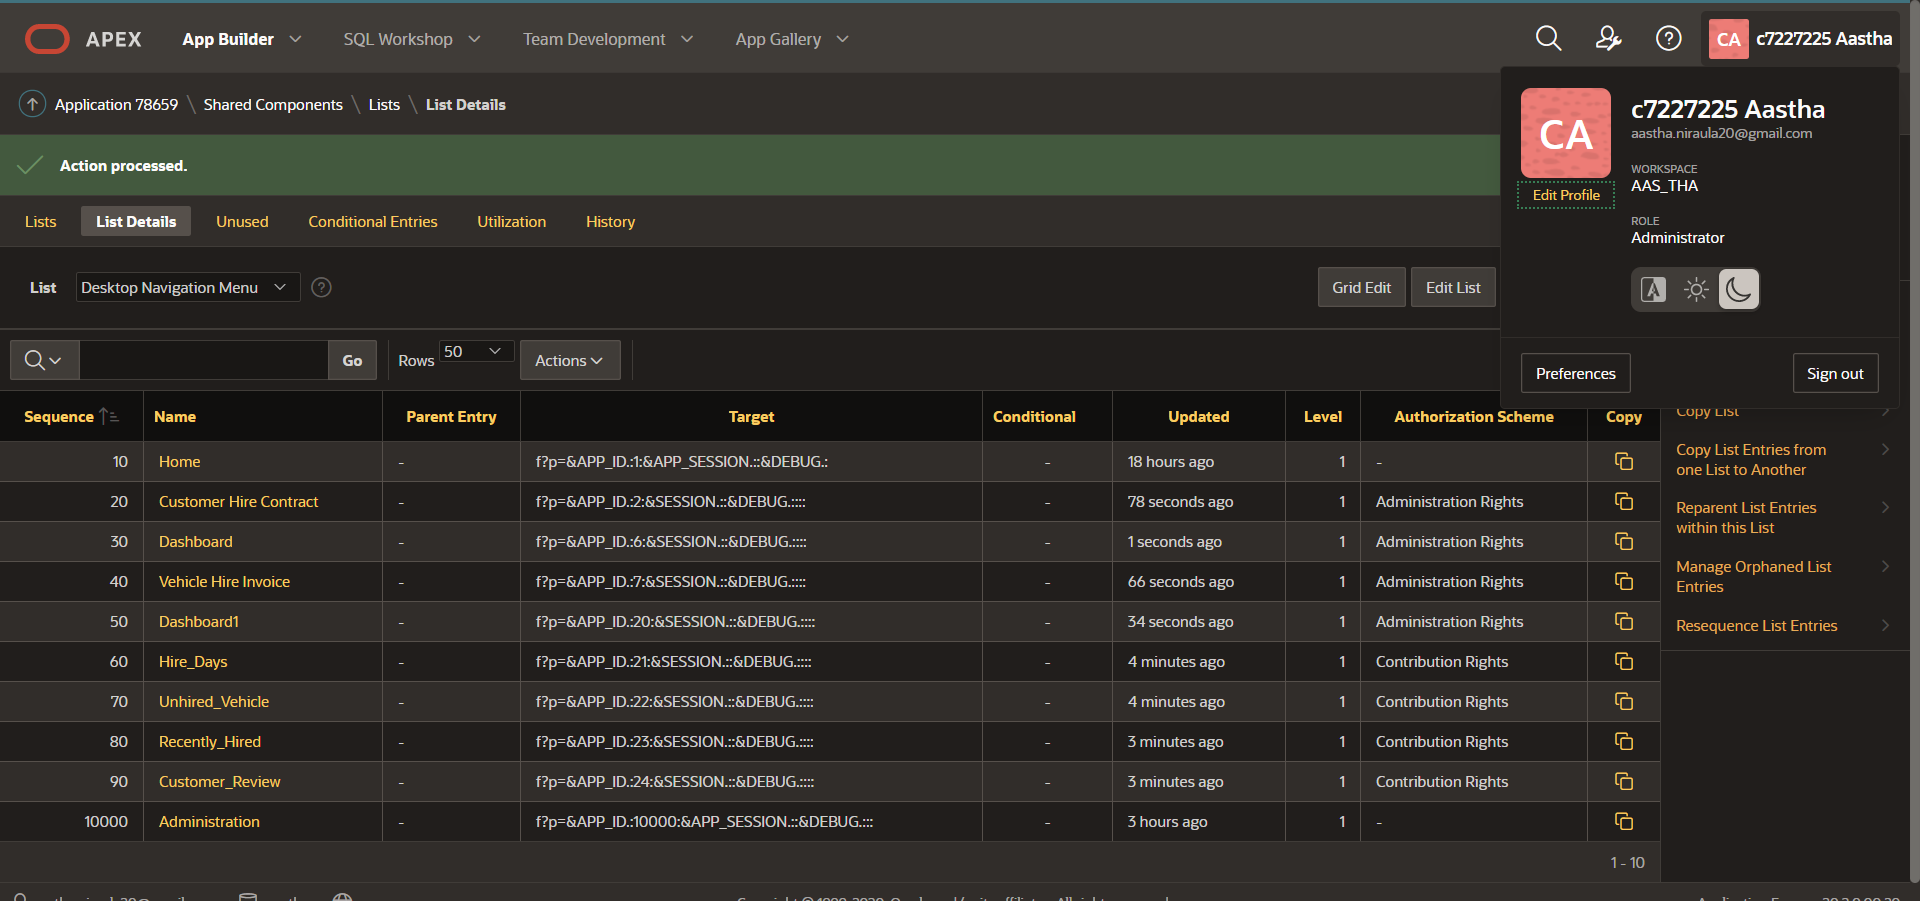 APEX App Builder SQL Workshop Team Development App Gallery CA c7227225 Aastha
Application 78659 \ Shared Components \ Lists \ List Details
CA
c7227225 Aastha
aastha.niraula20@gmail.com
Edit Profile
WORKSPACE
AAS_THA
ROLE
Administrator
Preferences Sign out
Action processed.
Lists List Details Unused Conditional Entries Utilization History
List Desktop Navigation Menu ? Grid Edit Edit List
Go Rows 50 Actions
Sequence Name Parent Entry Target Conditional Updated Level Authorization Scheme Copy
10 Home - f?p=&APP_ID.:1:&APP_SESSION.::&DEBUG.: - 18 hours ago 1 -
20 Customer Hire Contract - f?p=&APP_ID.:2:&SESSION.::&DEBUG.:::: - 78 seconds ago 1 Administration Rights
30 Dashboard - f?p=&APP_ID.:6:&SESSION.::&DEBUG.:::: - 1 seconds ago 1 Administration Rights
40 Vehicle Hire Invoice - f?p=&APP_ID.:7:&SESSION.::&DEBUG.:::: - 66 seconds ago 1 Administration Rights
50 Dashboard1 - f?p=&APP_ID.:20:&SESSION.::&DEBUG.:::: - 34 seconds ago 1 Administration Rights
60 Hire_Days - f?p=&APP_ID.:21:&SESSION.::&DEBUG.:::: - 4 minutes ago 1 Contribution Rights
70 Unhired_Vehicle - f?p=&APP_ID.:22:&SESSION.::&DEBUG.:::: - 4 minutes ago 1 Contribution Rights
80 Recently_Hired - f?p=&APP_ID.:23:&SESSION.::&DEBUG.:::: - 3 minutes ago 1 Contribution Rights
90 Customer_Review - f?p=&APP_ID.:24:&SESSION.::&DEBUG.:::: - 3 minutes ago 1 Contribution Rights
10000 Administration - f?p=&APP_ID.:10000:&APP_SESSION.::&DEBUG.::: - 3 hours ago 1 -
1 - 10
Copy List
Copy List Entries from
one List to Another
Reparent List Entries
within this List
Manage Orphaned List
Entries
Resequence List Entries